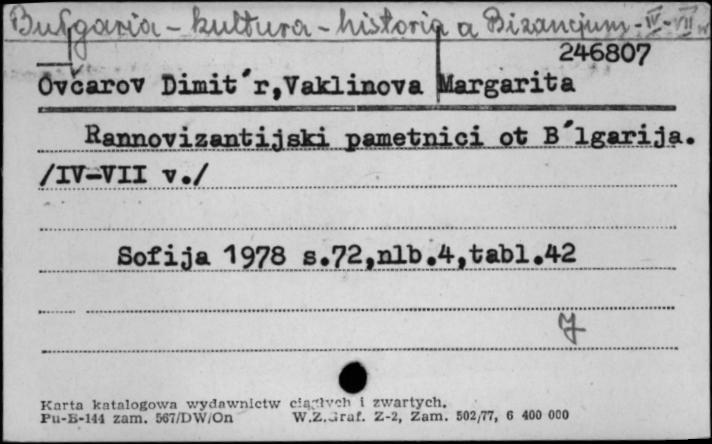 Bułgaria - kultura - historia a Bizancjum - IV - VII w
246807
Ovčarov Dimit´r,Vaklinova Margarita
Rannovizantijski pametnici ot B´lgarija.
/IV-VII v./
Sofija 1978 s.72,nlb.4,tabl.42
Karta katalogowa wydawnictw ciągłych i zwartych.
Pu-B-144 zam. 567/DW/On W.Z.Graf. Z-2, Zam. 502/77, 6 400 000